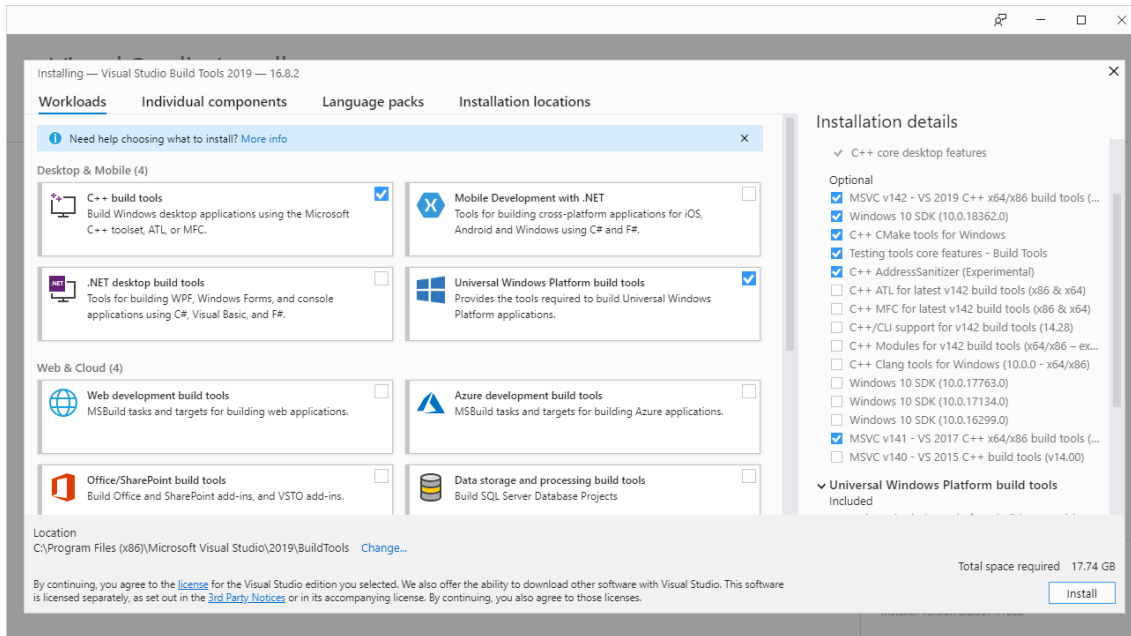 Installing — Visual Studio Build Tools 2019 — 16.8.2
Workloads
Individual components
Language packs
Installation locations
Need help choosing what to install? More info
Desktop & Mobile (4)
C++ build tools
Build Windows desktop applications using the Microsoft
C++ toolset, ATL, or MFC.
Mobile Development with .NET
Tools for building cross-platform applications for iOS,
Android and Windows using C# and F#.
.NET
.NET desktop build tools
Tools for building WPF, Windows Forms, and console
applications using C#, Visual Basic, and F#.
Universal Windows Platform build tools
Provides the tools required to build Universal Windows
Platform applications.
Web & Cloud (4)
Web development build tools
MSBuild tasks and targets for building web applications.
Azure development build tools
MSBuild tasks and targets for building Azure applications.
Office/SharePoint build tools
Build Office and SharePoint add-ins, and VSTO add-ins.
Data storage and processing build tools
Build SQL Server Database Projects
Installation details
C++ core desktop features
Optional
MSVC v142 - VS 2019 C++ x64/x86 build tools (...
Windows 10 SDK (10.0.18362.0)
C++ CMake tools for Windows
Testing tools core features - Build Tools
C++ AddressSanitizer (Experimental)
C++ ATL for latest v142 build tools (x86 & x64)
C++ MFC for latest v142 build tools (x86 & x64)
C++/CLI support for v142 build tools (14.28)
C++ Modules for v142 build tools (x64/x86 – ex...
C++ Clang tools for Windows (10.0.0 - x64/x86)
Windows 10 SDK (10.0.17763.0)
Windows 10 SDK (10.0.17134.0)
Windows 10 SDK (10.0.16299.0)
MSVC v141 - VS 2017 C++ x64/x86 build tools (...
MSVC v140 - VS 2015 C++ build tools (v14.00)
Universal Windows Platform build tools
Included
Location
C:\Program Files (x86)\Microsoft Visual Studio\2019\BuildTools Change...
Total space required 17.74 GB
By continuing, you agree to the license for the Visual Studio edition you selected. We also offer the ability to download other software with Visual Studio. This software
is licensed separately, as set out in the 3rd Party Notices or in its accompanying license. By continuing, you also agree to those licenses.
Install